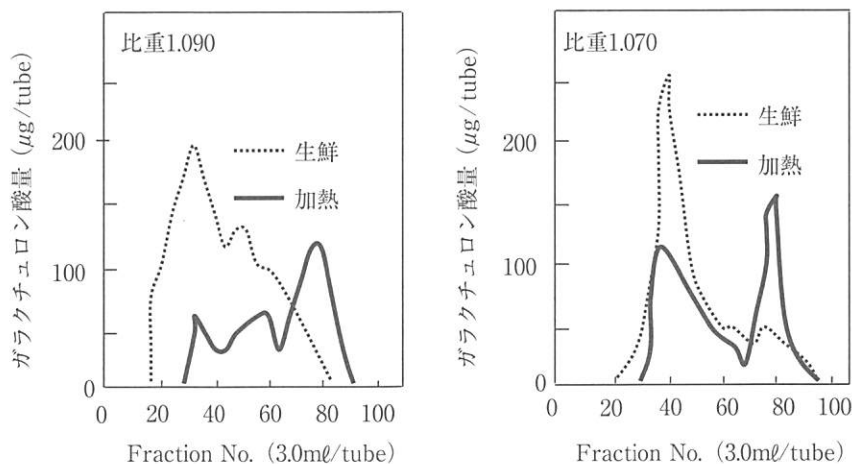 比重1.090
ガラクチュロン酸量 (μg/tube)
200
100
0
生鮮
加熱
0 20 40 60 80 100
Fraction No. (3.0mℓ/tube)
比重1.070
ガラクチュロン酸量 (μg/tube)
200
100
0
生鮮
加熱
0 20 40 60 80 100
Fraction No. (3.0mℓ/tube)